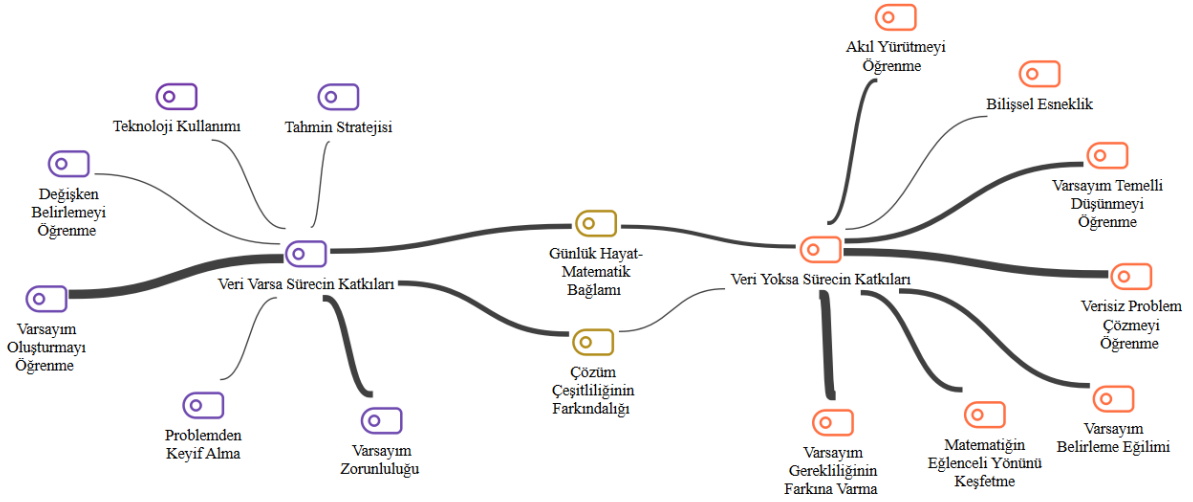 Akıl Yürütmeyi
Öğrenme
Bilişsel Esneklik
Teknoloji Kullanımı
Tahmin Stratejisi
Değişken
Belirlemeyi
Öğrenme
Varsayım Temelli
Düşünmeyi
Öğrenme
Günlük Hayat-
Matematik
Bağlamı
Veri Varsa Sürecin Katkıları
Veri Yoksa Sürecin Katkıları
Varsayım
Oluşturmayı
Öğrenme
Verisiz Problem
Çözmeyi
Öğrenme
Çözüm
Çeşitliliğinin
Farkındalığı
Problemden
Keyif Alma
Varsayım
Zorunluluğu
Varsayım
Gerekliliğinin
Farkına Varma
Matematiğin
Eğlenceli Yönünü
Keşfetme
Varsayım
Belirleme Eğilimi